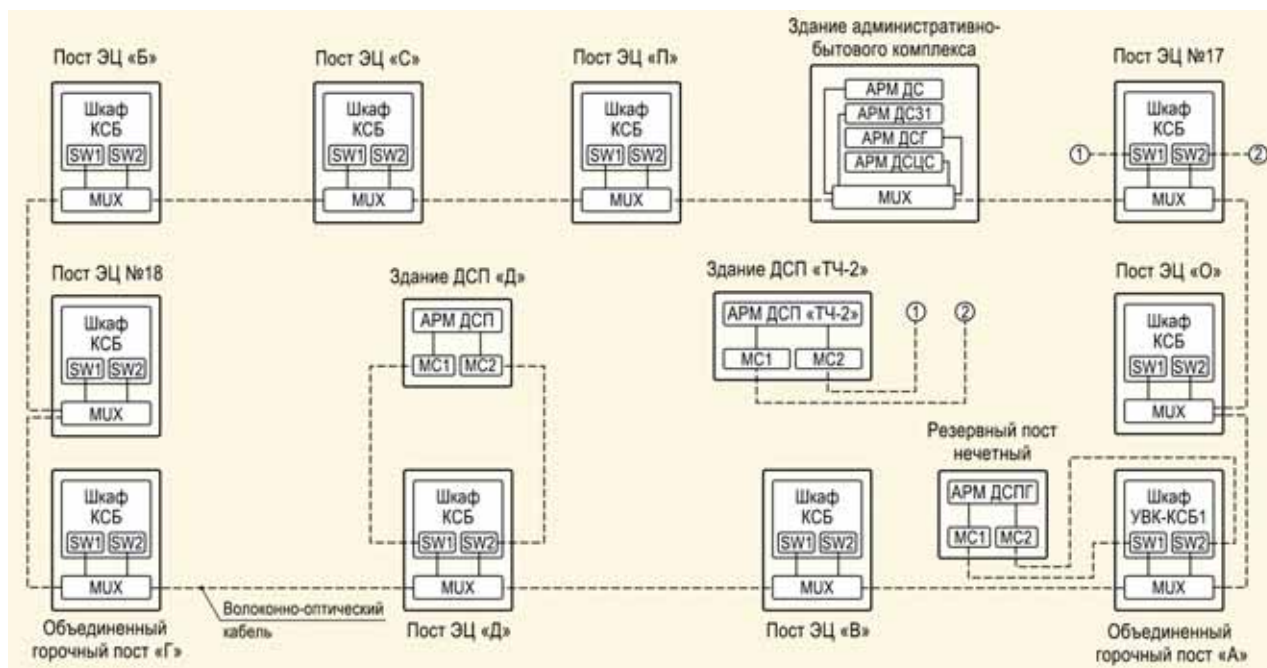 Пост ЭЦ «Б»
Шкаф
КСБ
SW1 SW2
MUX
Пост ЭЦ «С»
Шкаф
КСБ
SW1 SW2
MUX
Пост ЭЦ «П»
Шкаф
КСБ
SW1 SW2
MUX
Здание административно-
бытового комплекса
АРМ ДС
АРМ ДСЗ1
АРМ ДСГ
АРМ ДСЦС
MUX
Пост ЭЦ №17
Шкаф
КСБ
1 SW1 SW2 2
MUX
Пост ЭЦ №18
Шкаф
КСБ
SW1 SW2
MUX
Здание ДСП «Д»
АРМ ДСП
МС1 МС2
Здание ДСП «ТЧ-2»
АРМ ДСП «ТЧ-2»
МС1 МС2
1 2
Пост ЭЦ «О»
Шкаф
КСБ
SW1 SW2
MUX
Шкаф
КСБ
SW1 SW2
MUX
Объединенный
горочный пост «Г»
Волоконно-оптический
кабель
Шкаф
КСБ
SW1 SW2
MUX
Пост ЭЦ «Д»
Шкаф
КСБ
SW1 SW2
MUX
Пост ЭЦ «В»
Резервный пост
нечетный
АРМ ДСПГ
МС1 МС2
Шкаф
УВК-КСБ1
SW1 SW2
MUX
Объединенный
горочный пост «А»